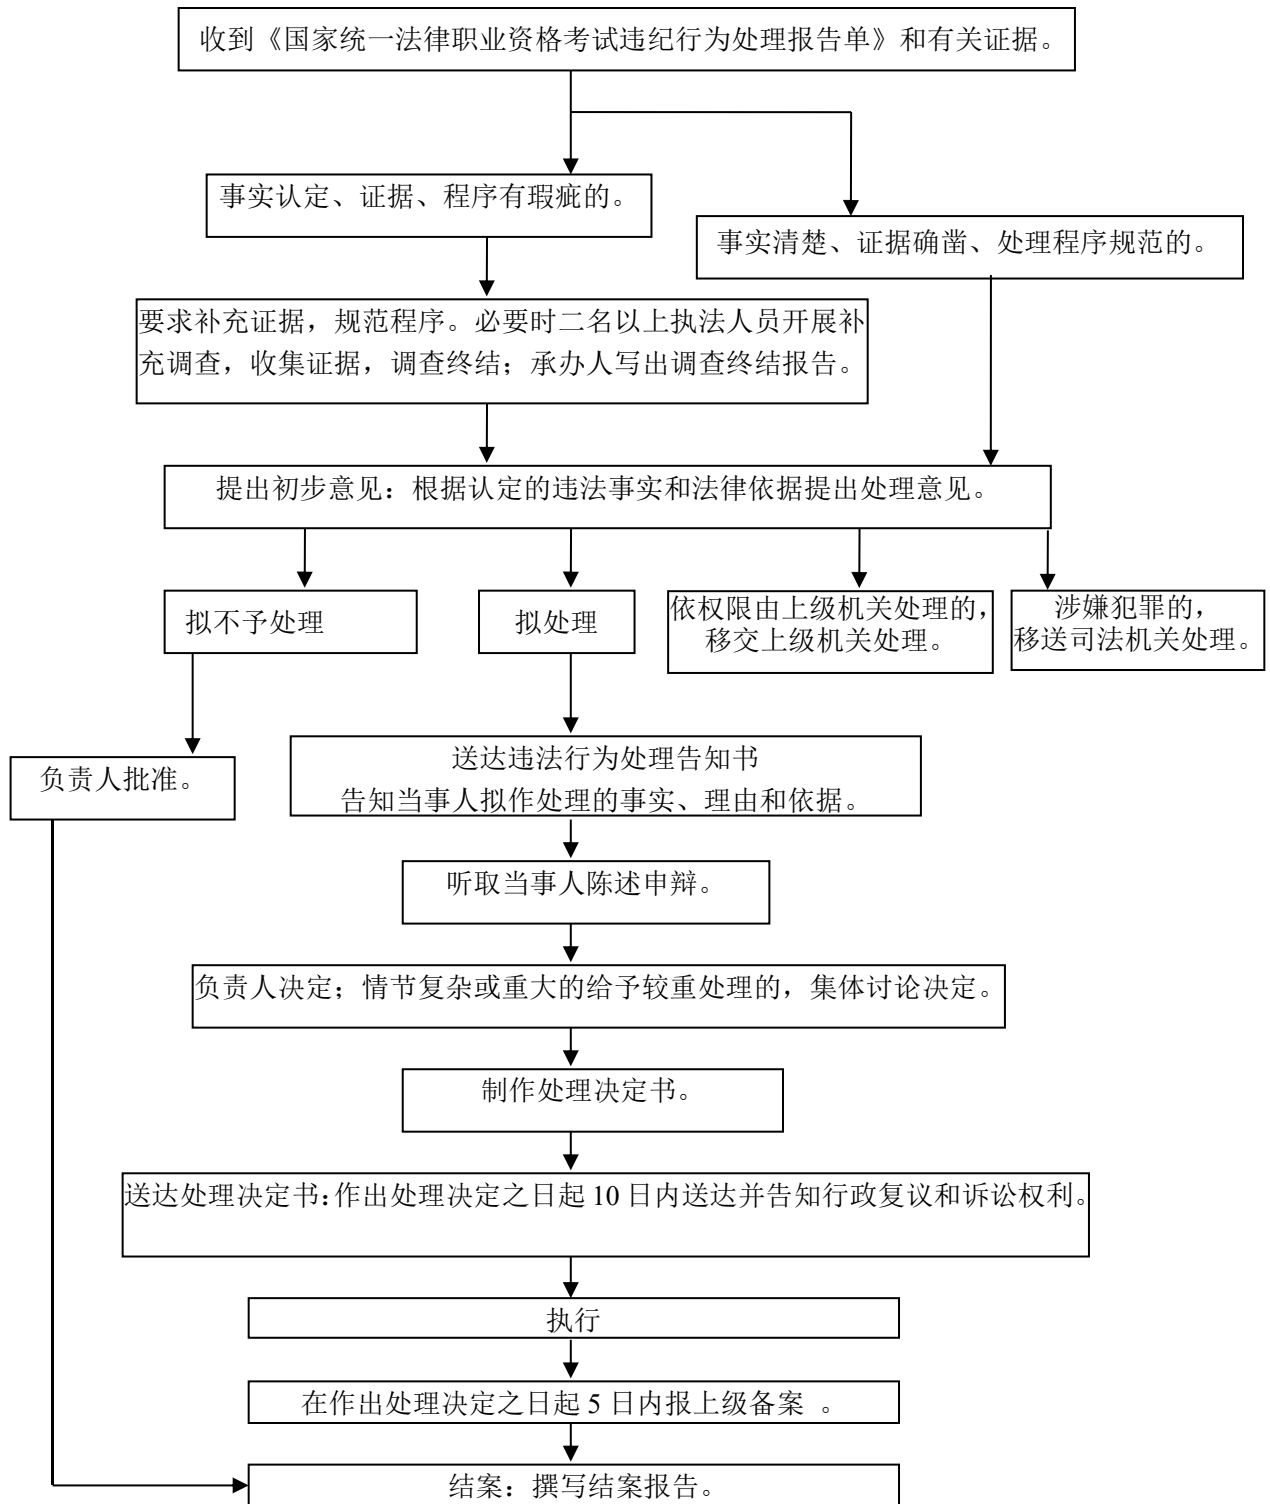 收到《国家统一法律职业资格考试违纪行为处理报告单》和有关证据。
事实认定、证据、程序有瑕疵的。
事实清楚、证据确凿、处理程序规范的。
要求补充证据，规范程序。必要时二名以上执法人员开展补
充调查，收集证据，调查终结；承办人写出调查终结报告。
提出初步意见：根据认定的违法事实和法律依据提出处理意见。
拟不予处理
拟处理
依权限由上级机关处理的，
移交上级机关处理。
涉嫌犯罪的，
移送司法机关处理。
负责人批准。
送达违法行为处理告知书
告知当事人拟作处理的事实、理由和依据。
听取当事人陈述申辩。
负责人决定；情节复杂或重大的给予较重处理的，集体讨论决定。
制作处理决定书。
送达处理决定书：作出处理决定之日起 10 日内送达并告知行政复议和诉讼权利。
执行
在作出处理决定之日起 5 日内报上级备案 。
结案：撰写结案报告。